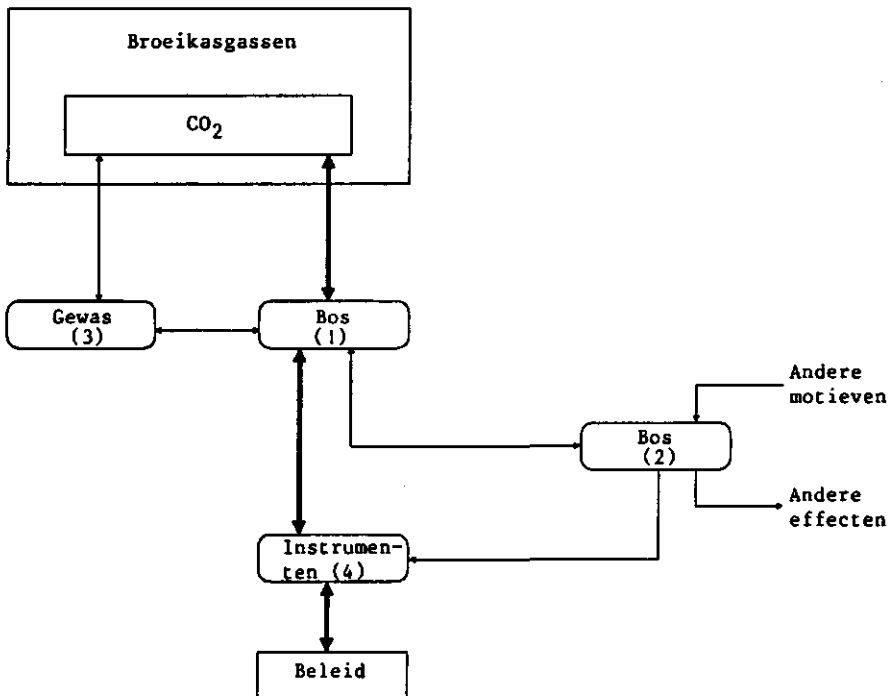 Broeikasgassen
CO2
Gewas
(3)
Bos
(1)
Andere
motieven
Bos
(2)
Andere
effecten
Instrumen-
ten (4)
Beleid